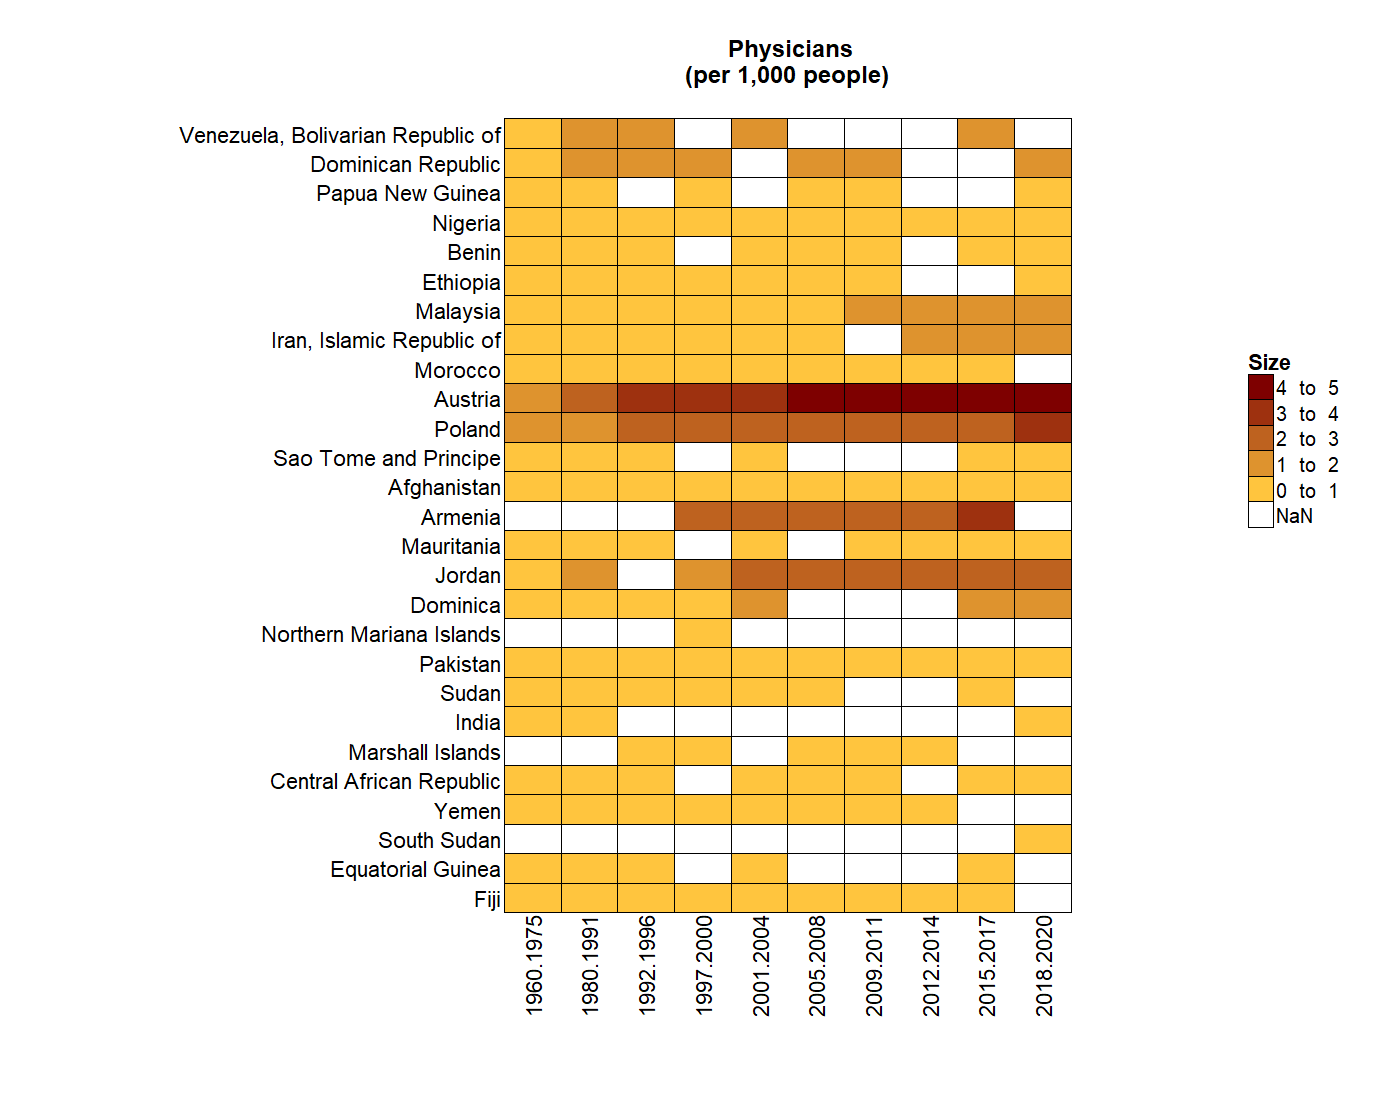 Physicians
(per 1,000 people)
Venezuela, Bolivarian Republic of
Dominican Republic
Papua New Guinea
Nigeria
Benin
Ethiopia
Malaysia
Iran, Islamic Republic of
Morocco
Austria
Poland
Sao Tome and Principe
Afghanistan
Armenia
Mauritania
Jordan
Dominica
Northern Mariana Islands
Pakistan
Sudan
India
Marshall Islands
Central African Republic
Yemen
South Sudan
Equatorial Guinea
Fiji
1960.1975
1980.1991
1992.1996
1997.2000
2001.2004
2005.2008
2009.2011
2012.2014
2015.2017
2018.2020
Size
4 to 5
3 to 4
2 to 3
1 to 2
0 to 1
NaN